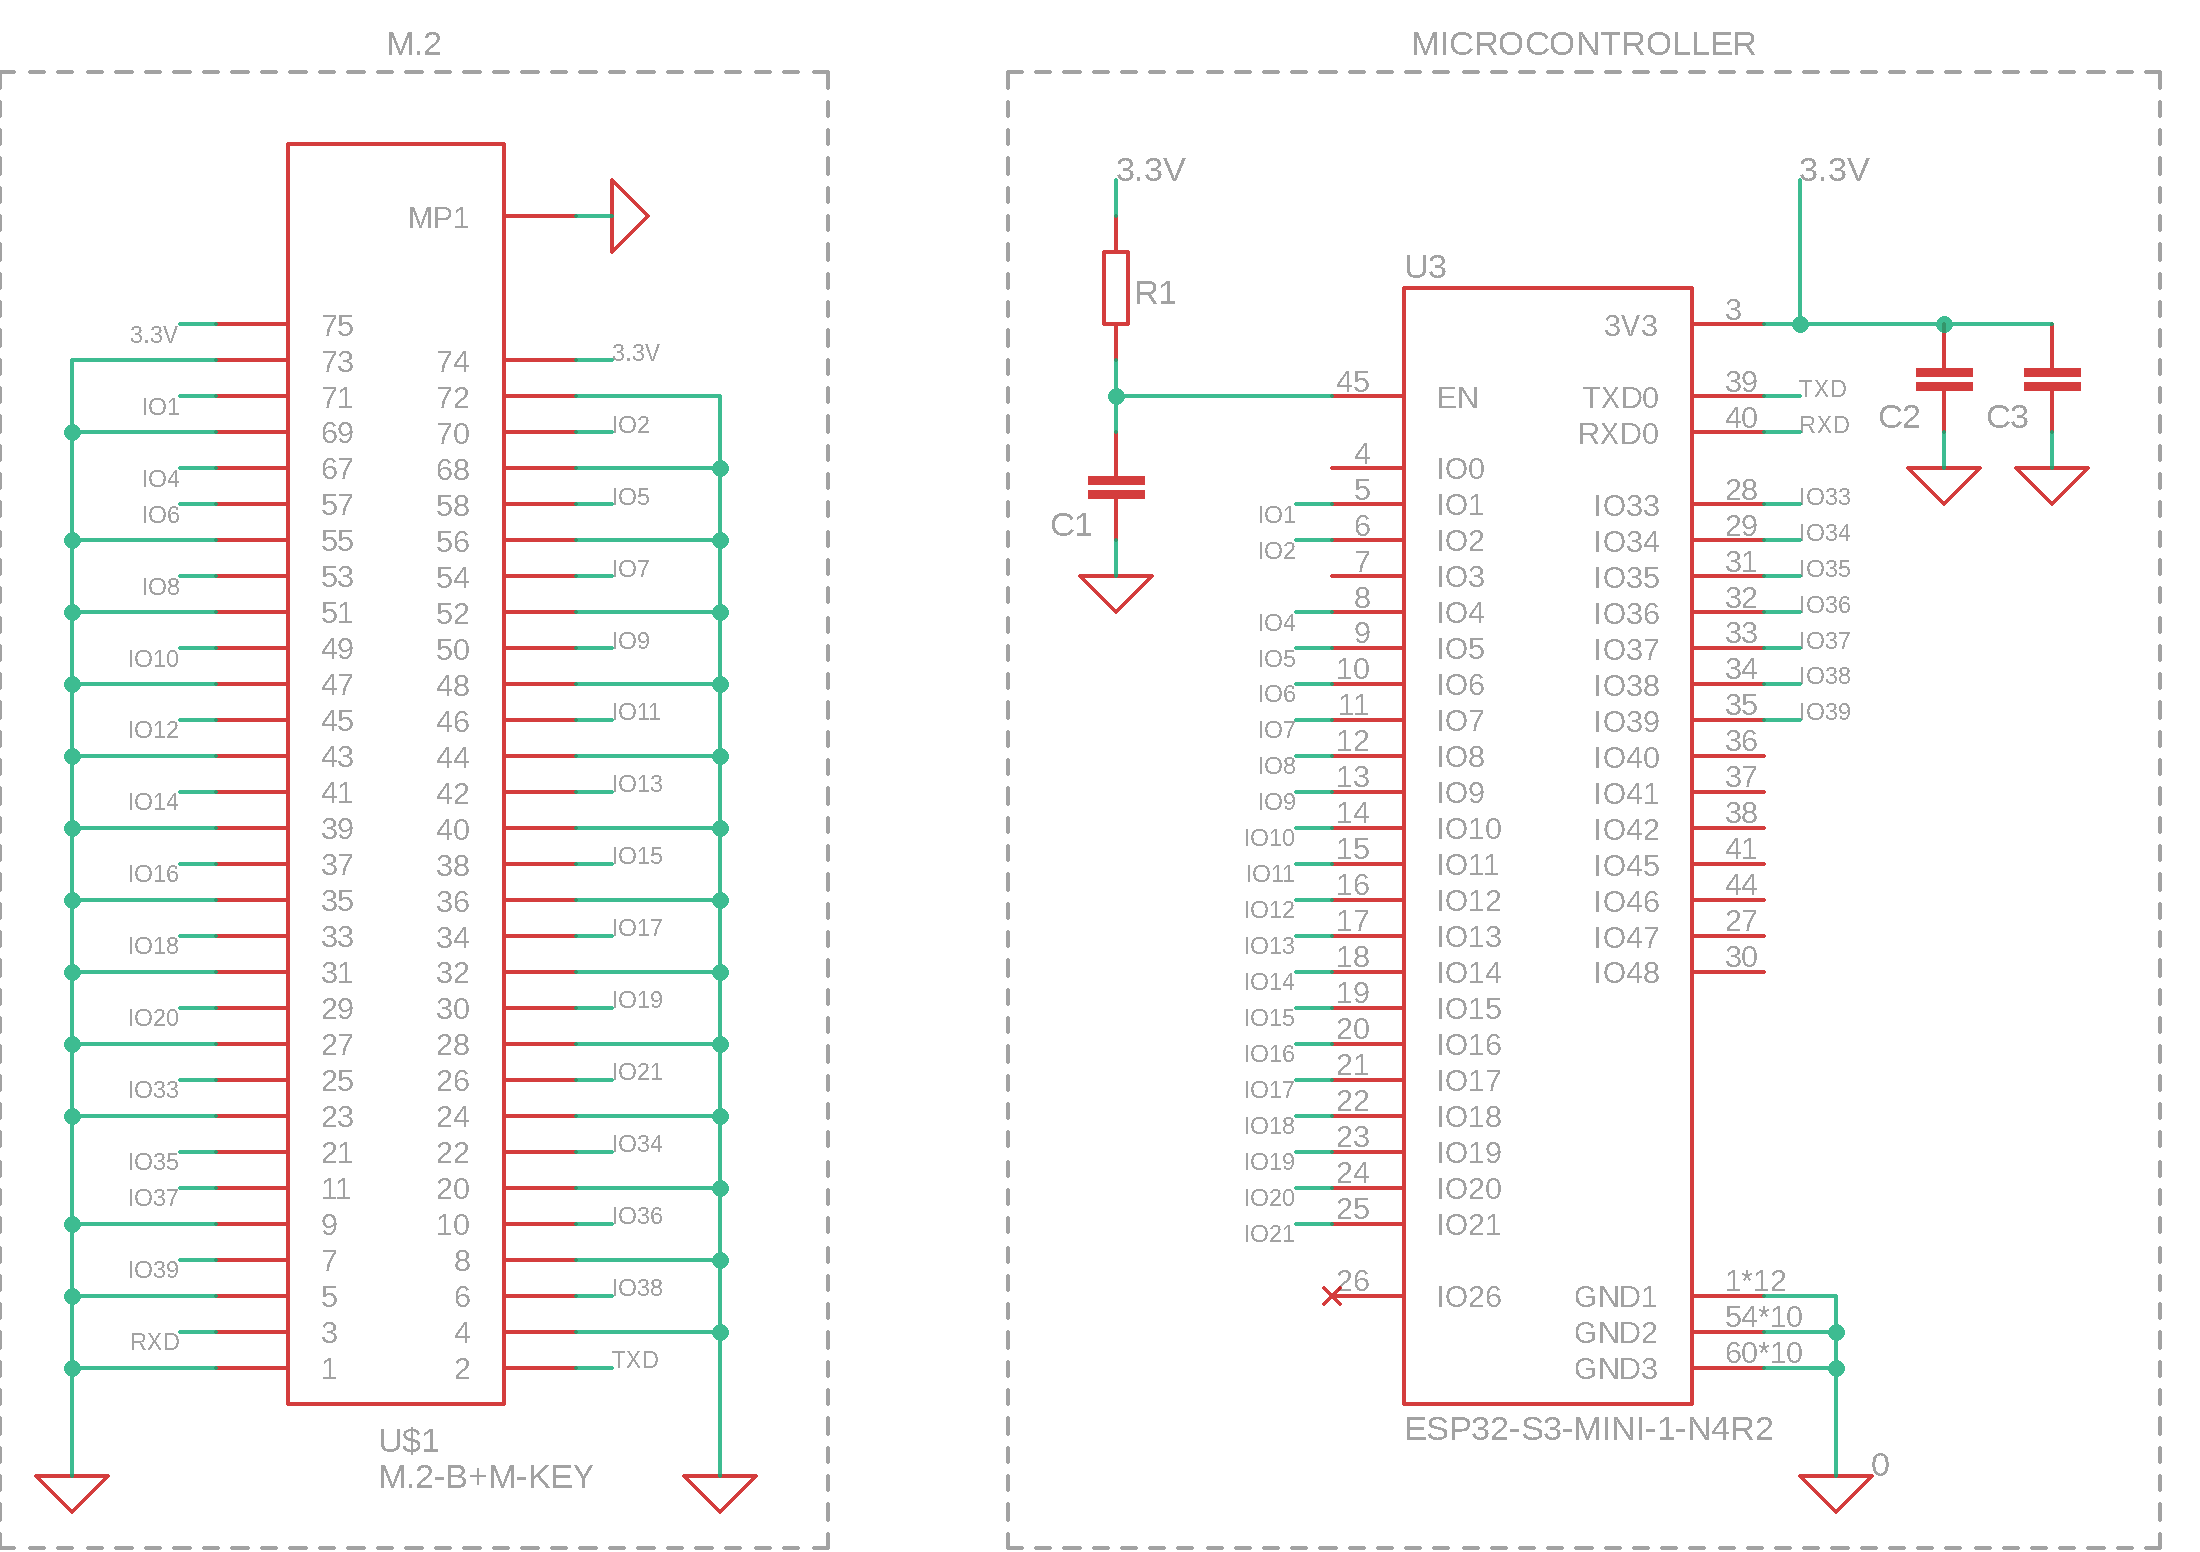 M.2
MP1
3.3V 75
73 74 3.3V
IO1 71 72
69 70 IO2
IO4 67 68
IO6 57 58 IO5
55 56
IO8 53 54 IO7
51 52
IO10 49 50 IO9
47 48
IO12 45 46 IO11
43 44
IO14 41 42 IO13
39 40
IO16 37 38 IO15
35 36
IO18 33 34 IO17
31 32
IO20 29 30 IO19
27 28
IO33 25 26 IO21
23 24
IO35 21 22 IO34
IO37 11 20
9 10 IO36
IO39 7 8
5 6 IO38
RXD 3 4
1 2 TXD
U$1
M.2-B+M-KEY
MICROCONTROLLER
3.3V 3.3V
R1
C1
U3
3V3 3
45 EN TXD0 39 TXD
RXD0 40 RXD
C2 C3
4 IO0
IO1 5 IO1 IO33 28 IO33
IO2 6 IO2 IO34 29 IO34
7 IO3 IO35 31 IO35
IO4 8 IO4 IO36 32 IO36
IO5 9 IO5 IO37 33 IO37
IO6 10 IO6 IO38 34 IO38
IO7 11 IO7 IO39 35 IO39
IO8 12 IO8 IO40 36
IO9 13 IO9 IO41 37
IO10 14 IO10 IO42 38
IO11 15 IO11 IO45 41
IO12 16 IO12 IO46 44
IO13 17 IO13 IO47 27
IO14 18 IO14 IO48 30
IO15 19 IO15
IO16 20 IO16
IO17 21 IO17
IO18 22 IO18
IO19 23 IO19
IO20 24 IO20
IO21 25 IO21
26 IO26 GND1 1*12
GND2 54*10
GND3 60*10
ESP32-S3-MINI-1-N4R2
0